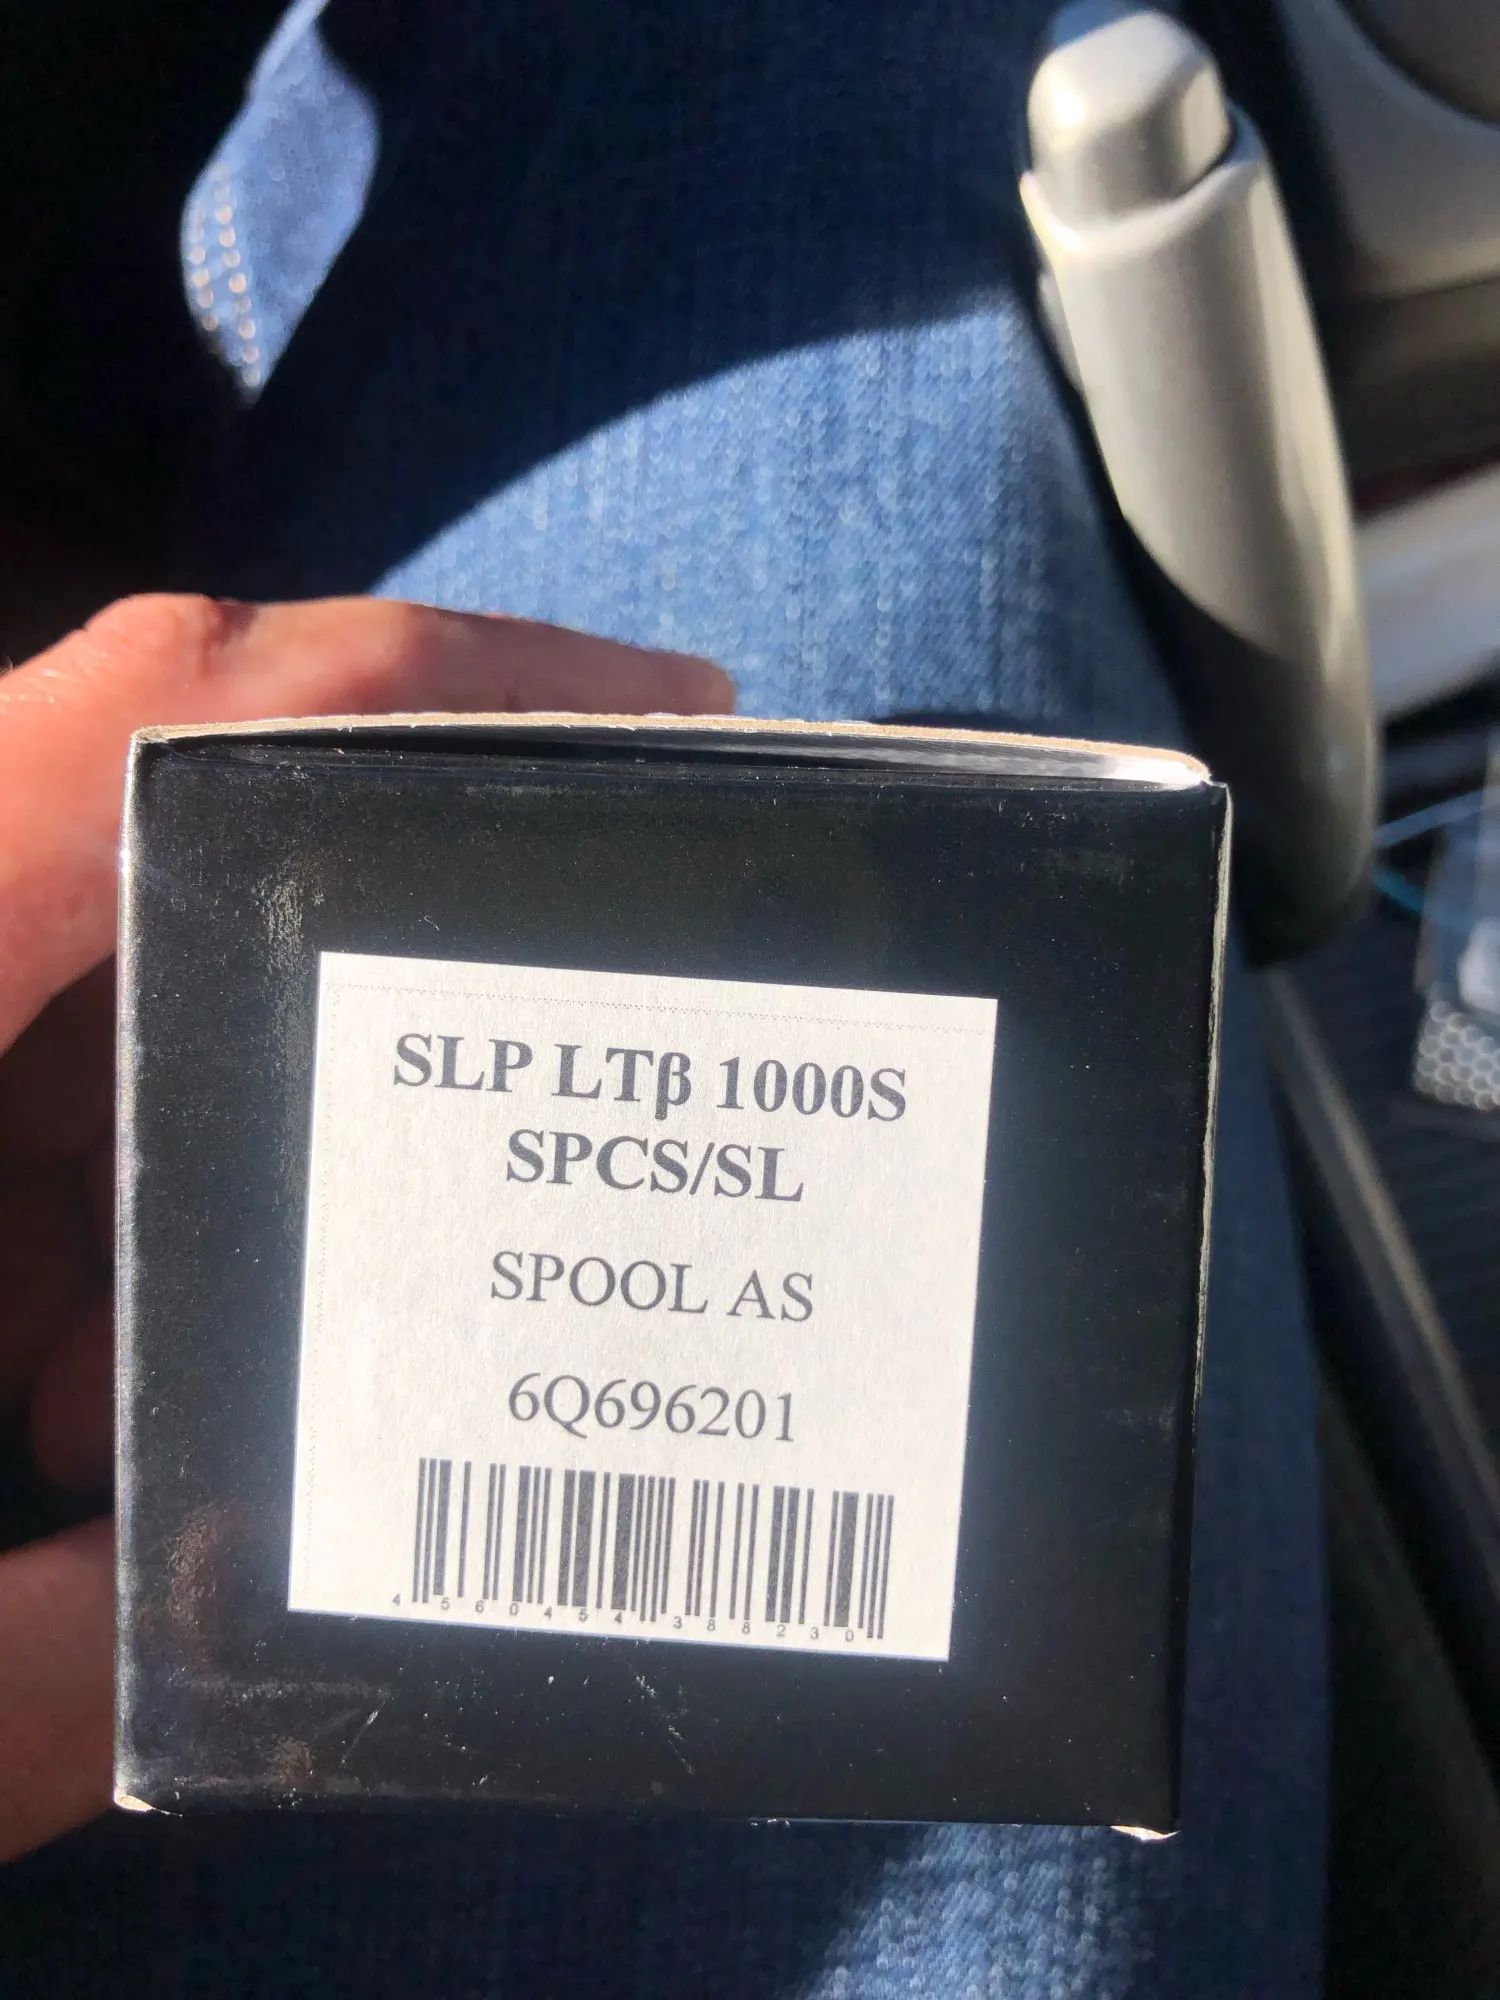 SLP LTβ 1000S
SPCS/SL
SPOOL AS
6Q696201
4560454388230